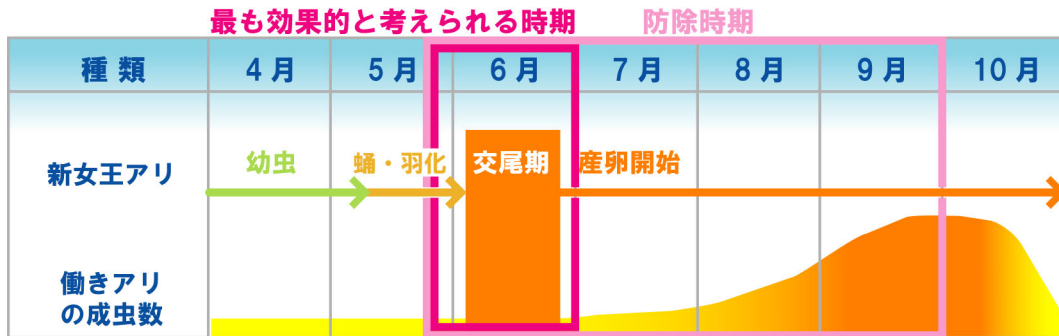 最も効果的と考えられる時期 防除時期
種類 4月 5月 6月 7月 8月 9月 10月
新女王アリ 幼虫 蛹・羽化 交尾期 産卵開始
働きアリ
の成虫数